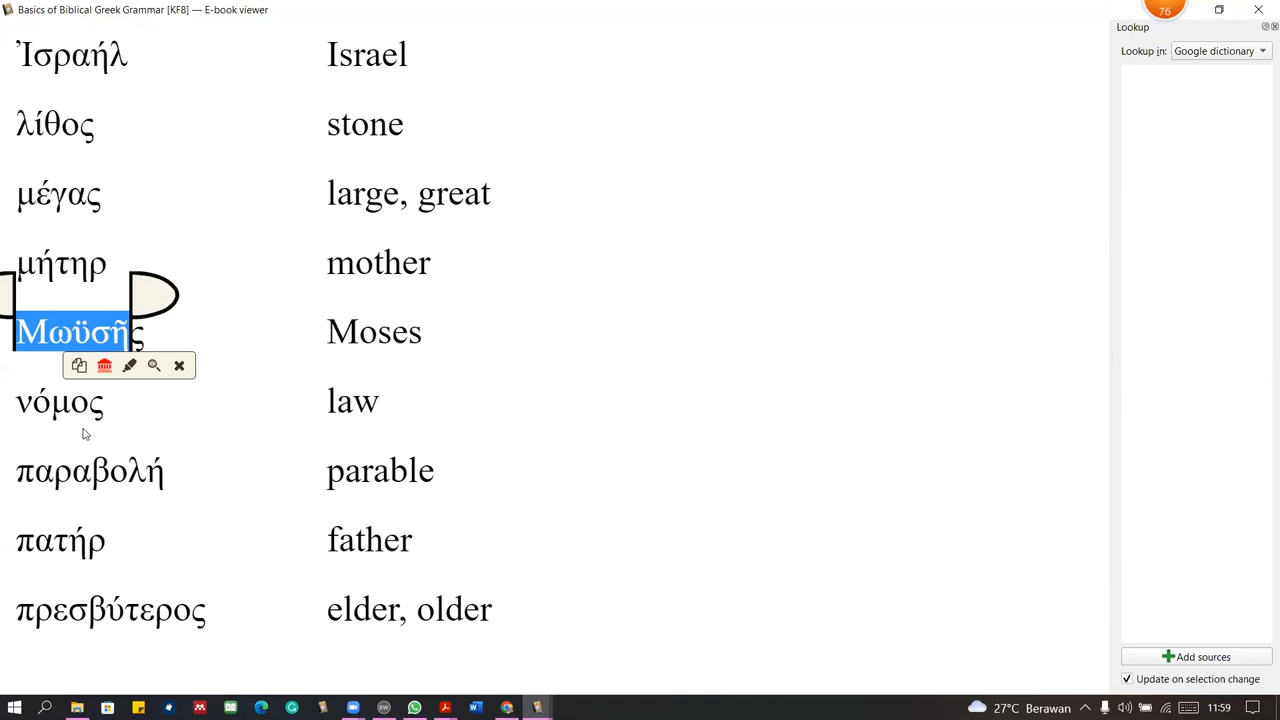 Basics of Biblical Greek Grammar [KF8] — E-book viewer
76
Ἰσραήλ Israel
λίθος stone
μέγας large, great
μήτηρ mother
Μωϋσῆς Moses
νόμος law
παραβολή parable
πατήρ father
πρεσβύτερος elder, older
Lookup
Lookup in: Google dictionary
Add sources
Update on selection change
27°C Berawan
11:59